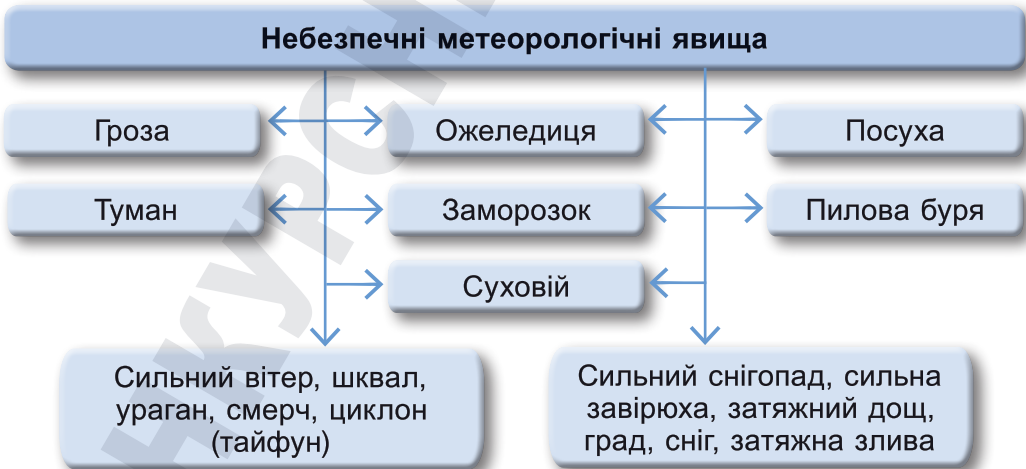 Небезпечні метеорологічні явища
Гроза
Ожеледиця
Посуха
Туман
Заморозок
Пилова буря
Суховій
Сильний вітер, шквал,
ураган, смерч, циклон
(тайфун)
Сильний снігопад, сильна
завірюха, затяжний дощ,
град, сніг, затяжна злива